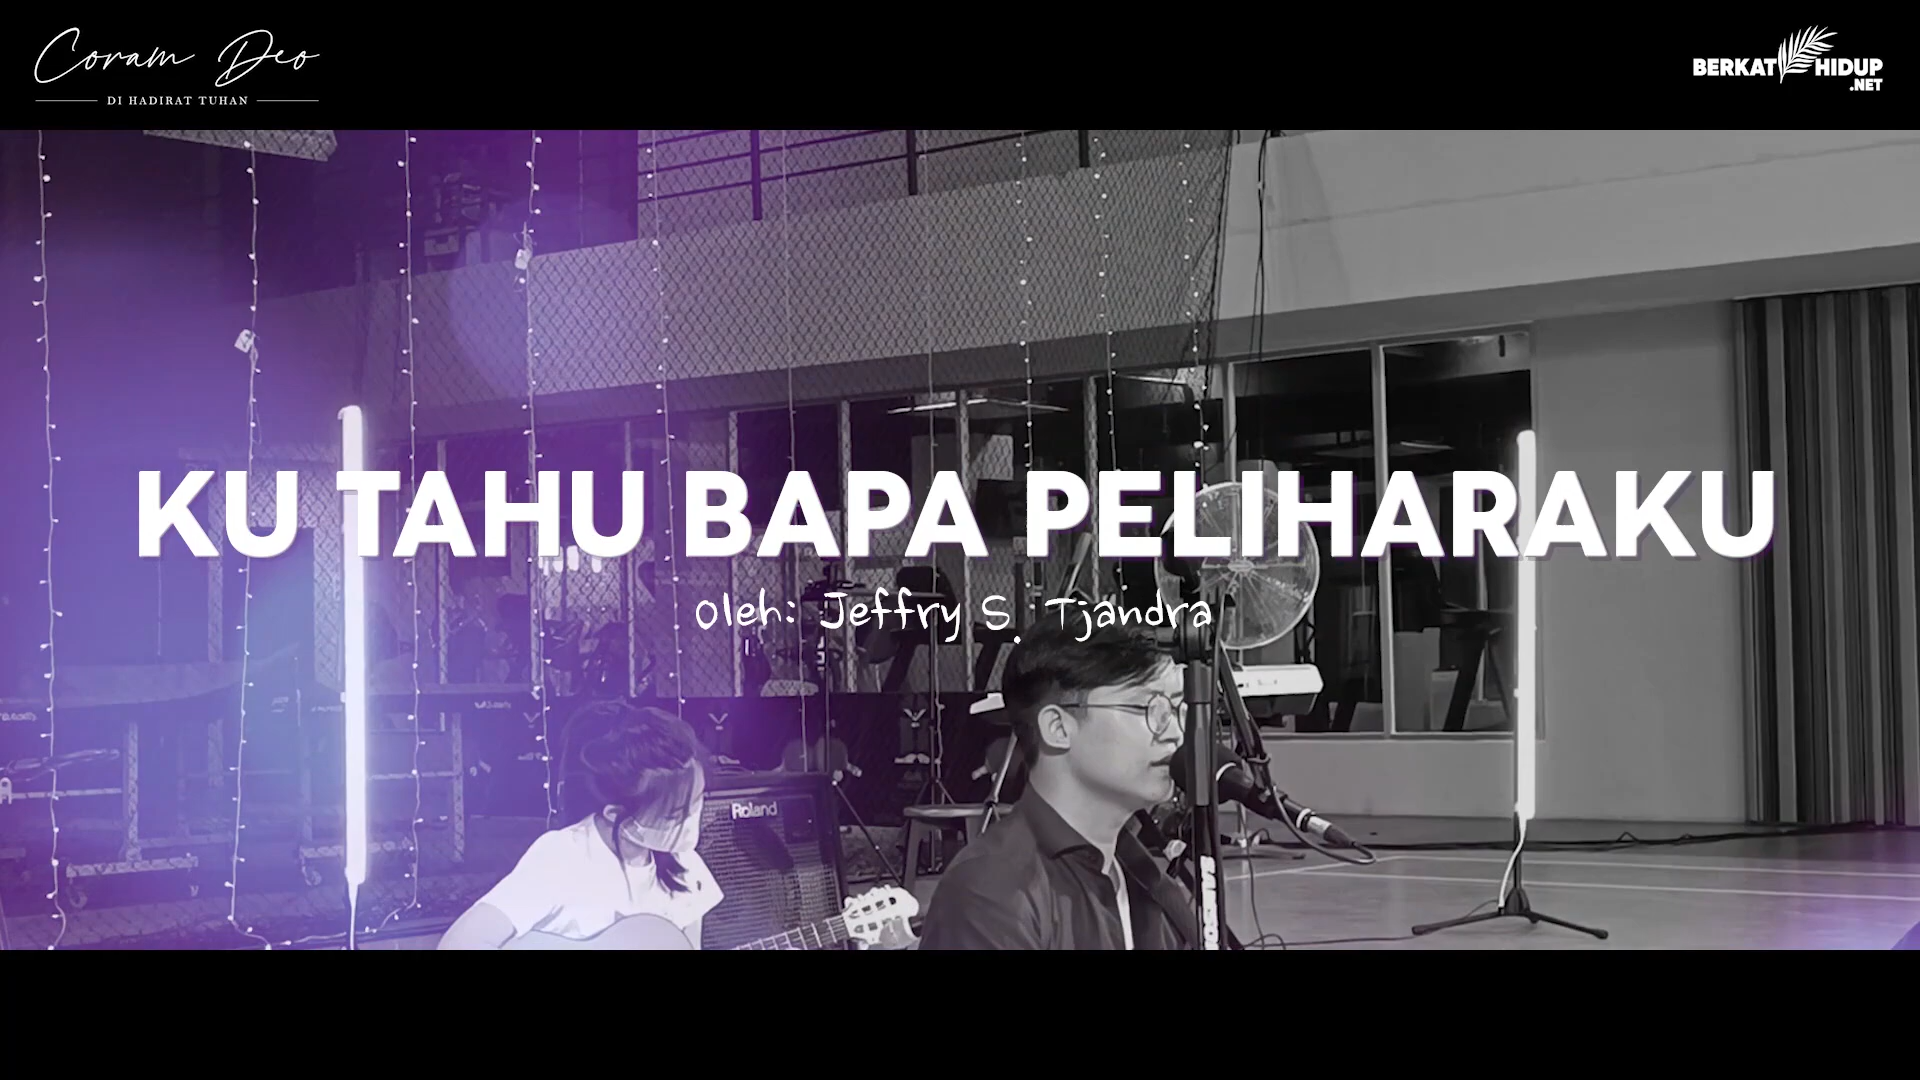 Coram Deo
DI HADIRAT TUHAN
BERKAT HIDUP
.NET
KU TAHU BAPA PELIHARAKU
Oleh: Jeffry S. Tjandra
Roland